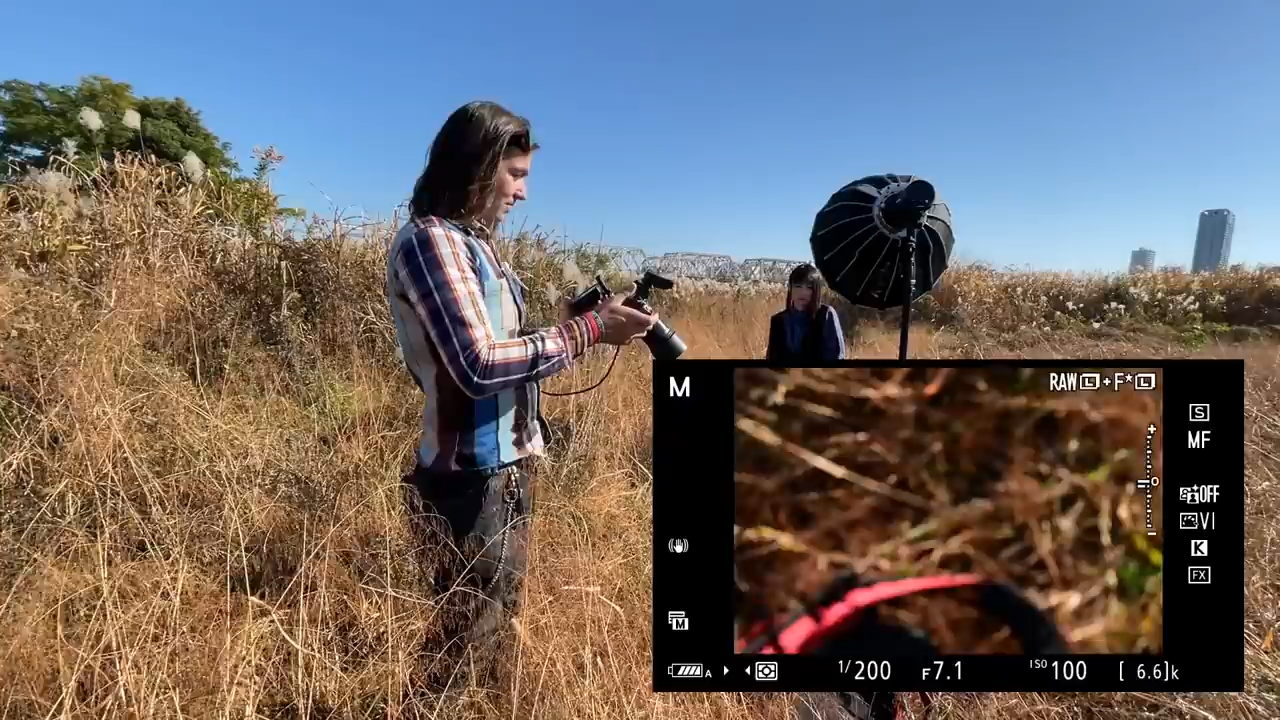 M
RAW L + F* L
S
MF
OFF
VI
K
FX
M
A
1/200 F7.1 ISO 100 [ 6.6]k